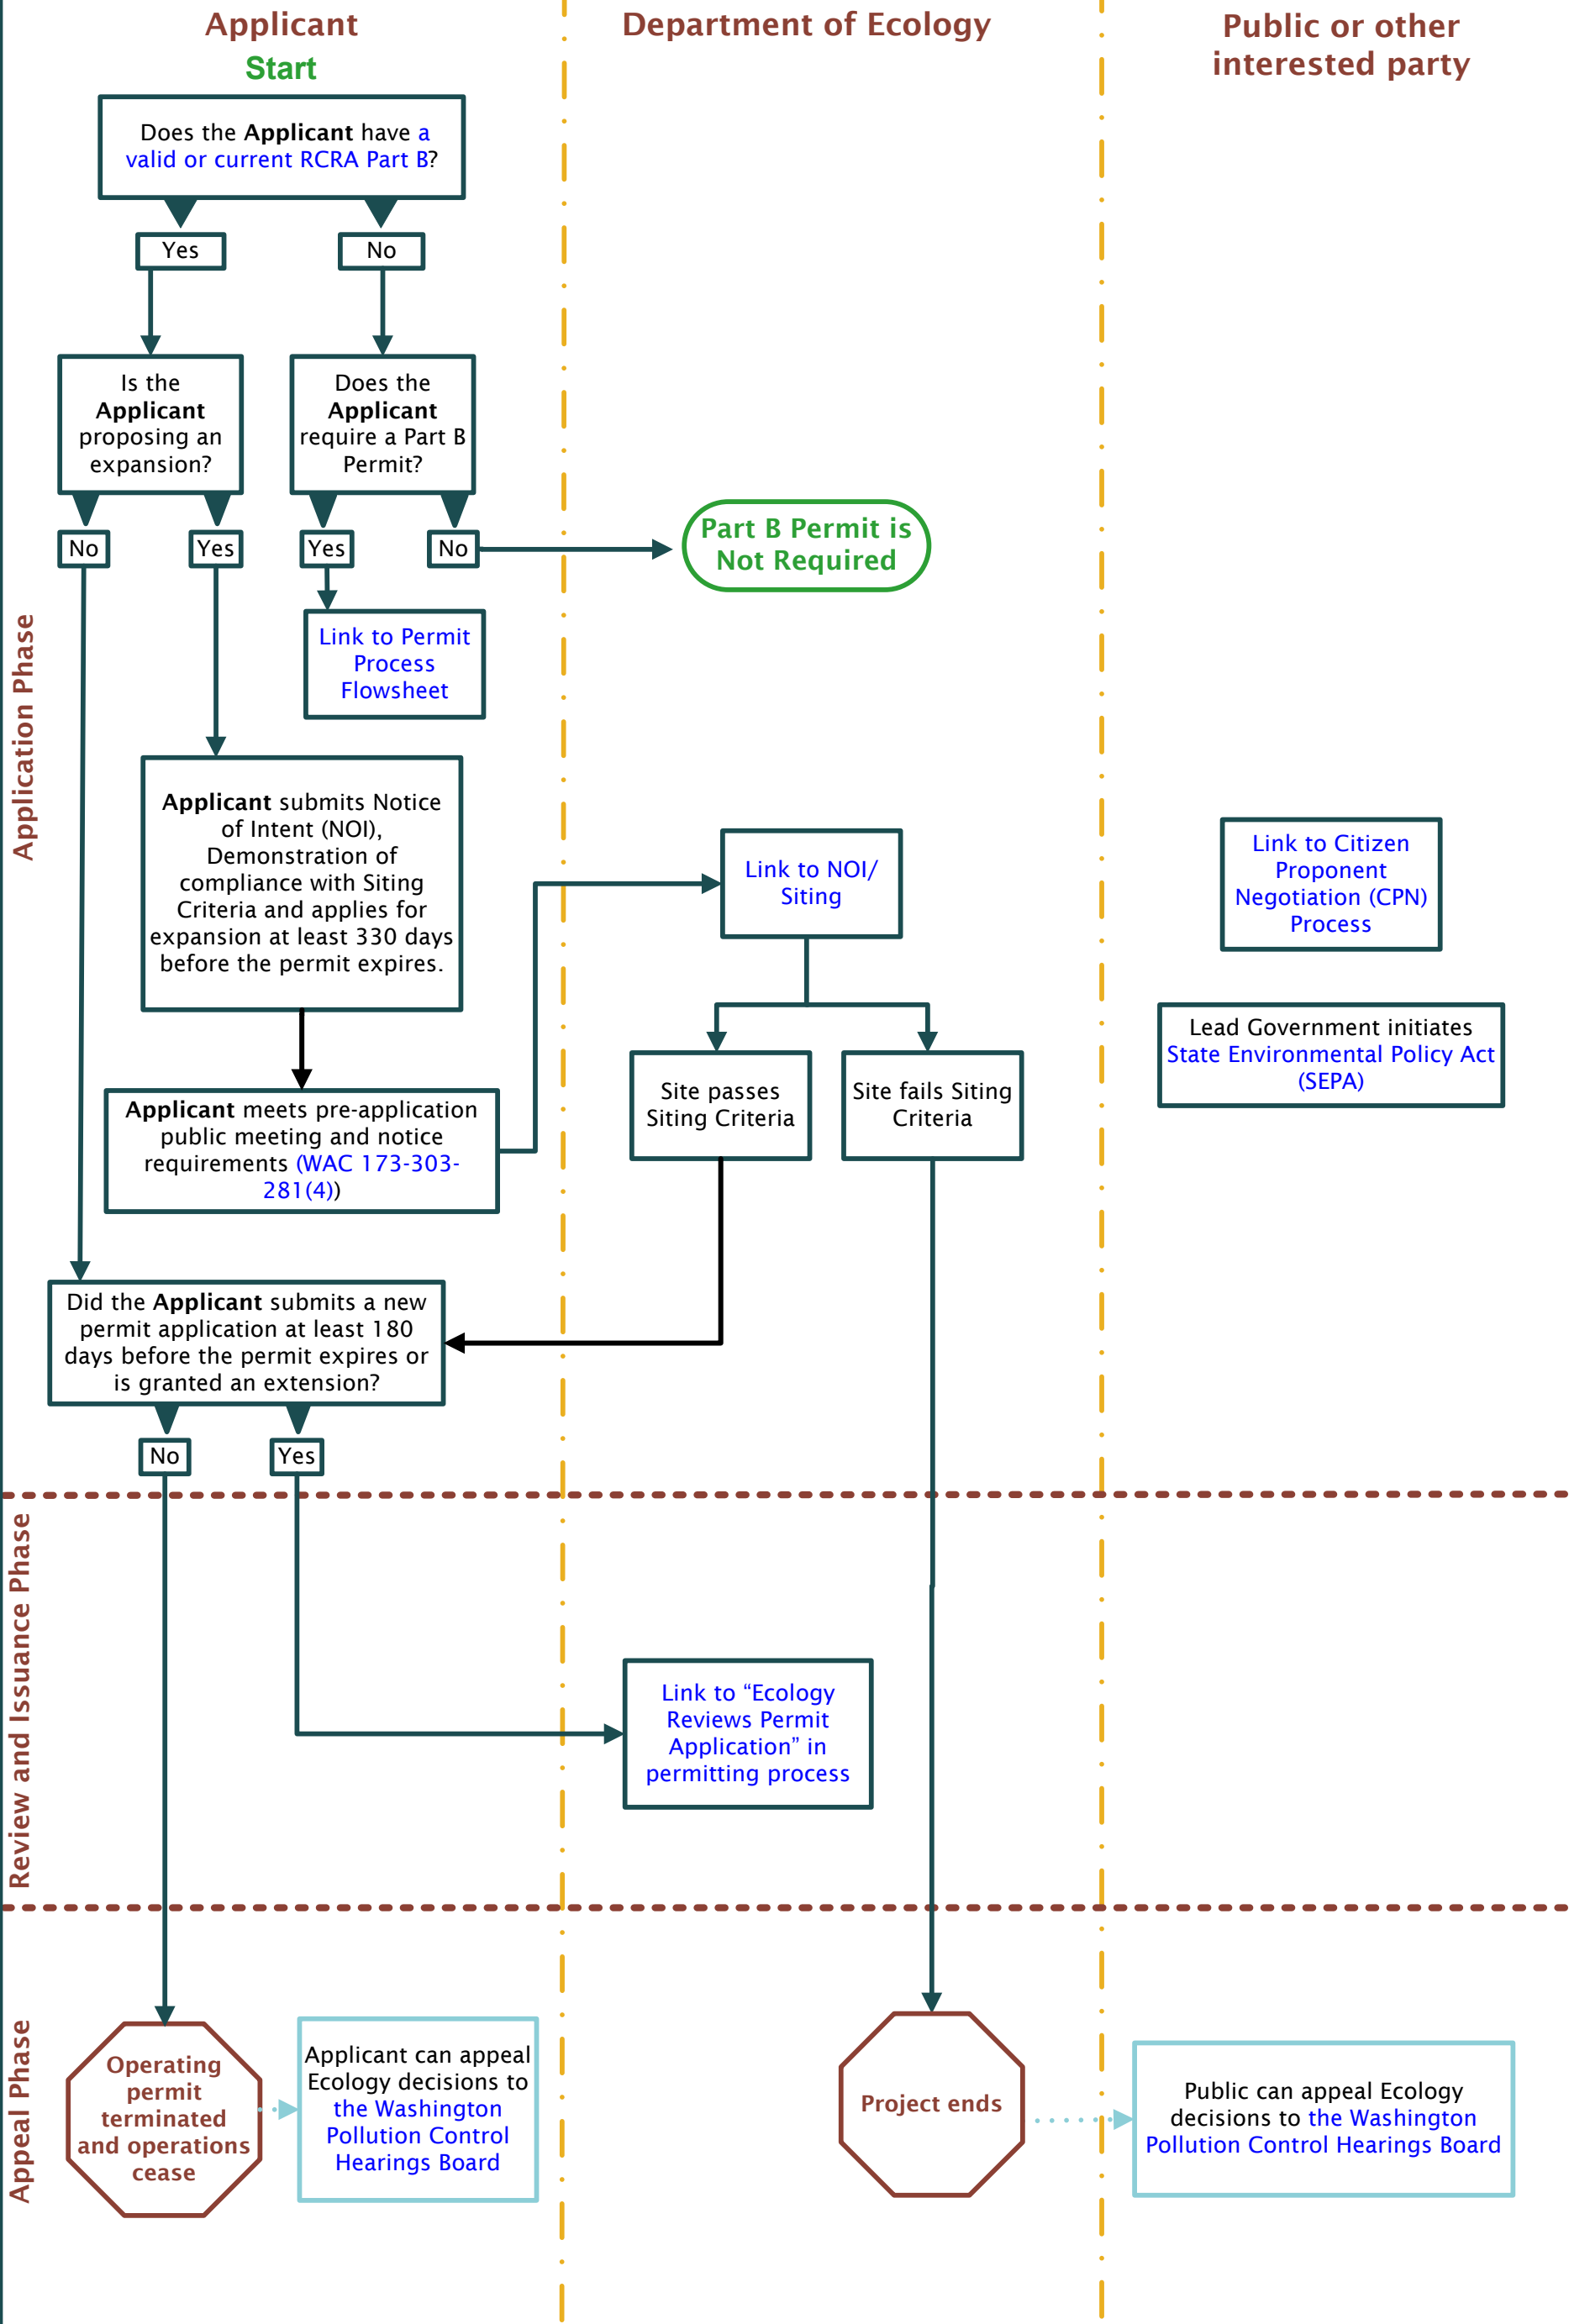 Applicant
Department of Ecology
Public or other
interested party
Start
Does the Applicant have a
valid or current RCRA Part B?
Yes
No
Is the
Applicant
proposing an
expansion?
Does the
Applicant
require a Part B
Permit?
No
Yes
Yes
No
Part B Permit is
Not Required
Link to Permit
Process
Flowsheet
Application Phase
Applicant submits Notice
of Intent (NOI),
Demonstration of
compliance with Siting
Criteria and applies for
expansion at least 330 days
before the permit expires.
Link to NOI/
Siting
Link to Citizen
Proponent
Negotiation (CPN)
Process
Lead Government initiates
State Environmental Policy Act
(SEPA)
Site passes
Siting Criteria
Site fails Siting
Criteria
Applicant meets pre-application
public meeting and notice
requirements (WAC 173-303-
281(4))
Did the Applicant submits a new
permit application at least 180
days before the permit expires or
is granted an extension?
No
Yes
Review and Issuance Phase
Link to “Ecology
Reviews Permit
Application” in
permitting process
Appeal Phase
Operating
permit
terminated
and operations
cease
Applicant can appeal
Ecology decisions to
the Washington
Pollution Control
Hearings Board
Project ends
Public can appeal Ecology
decisions to the Washington
Pollution Control Hearings Board